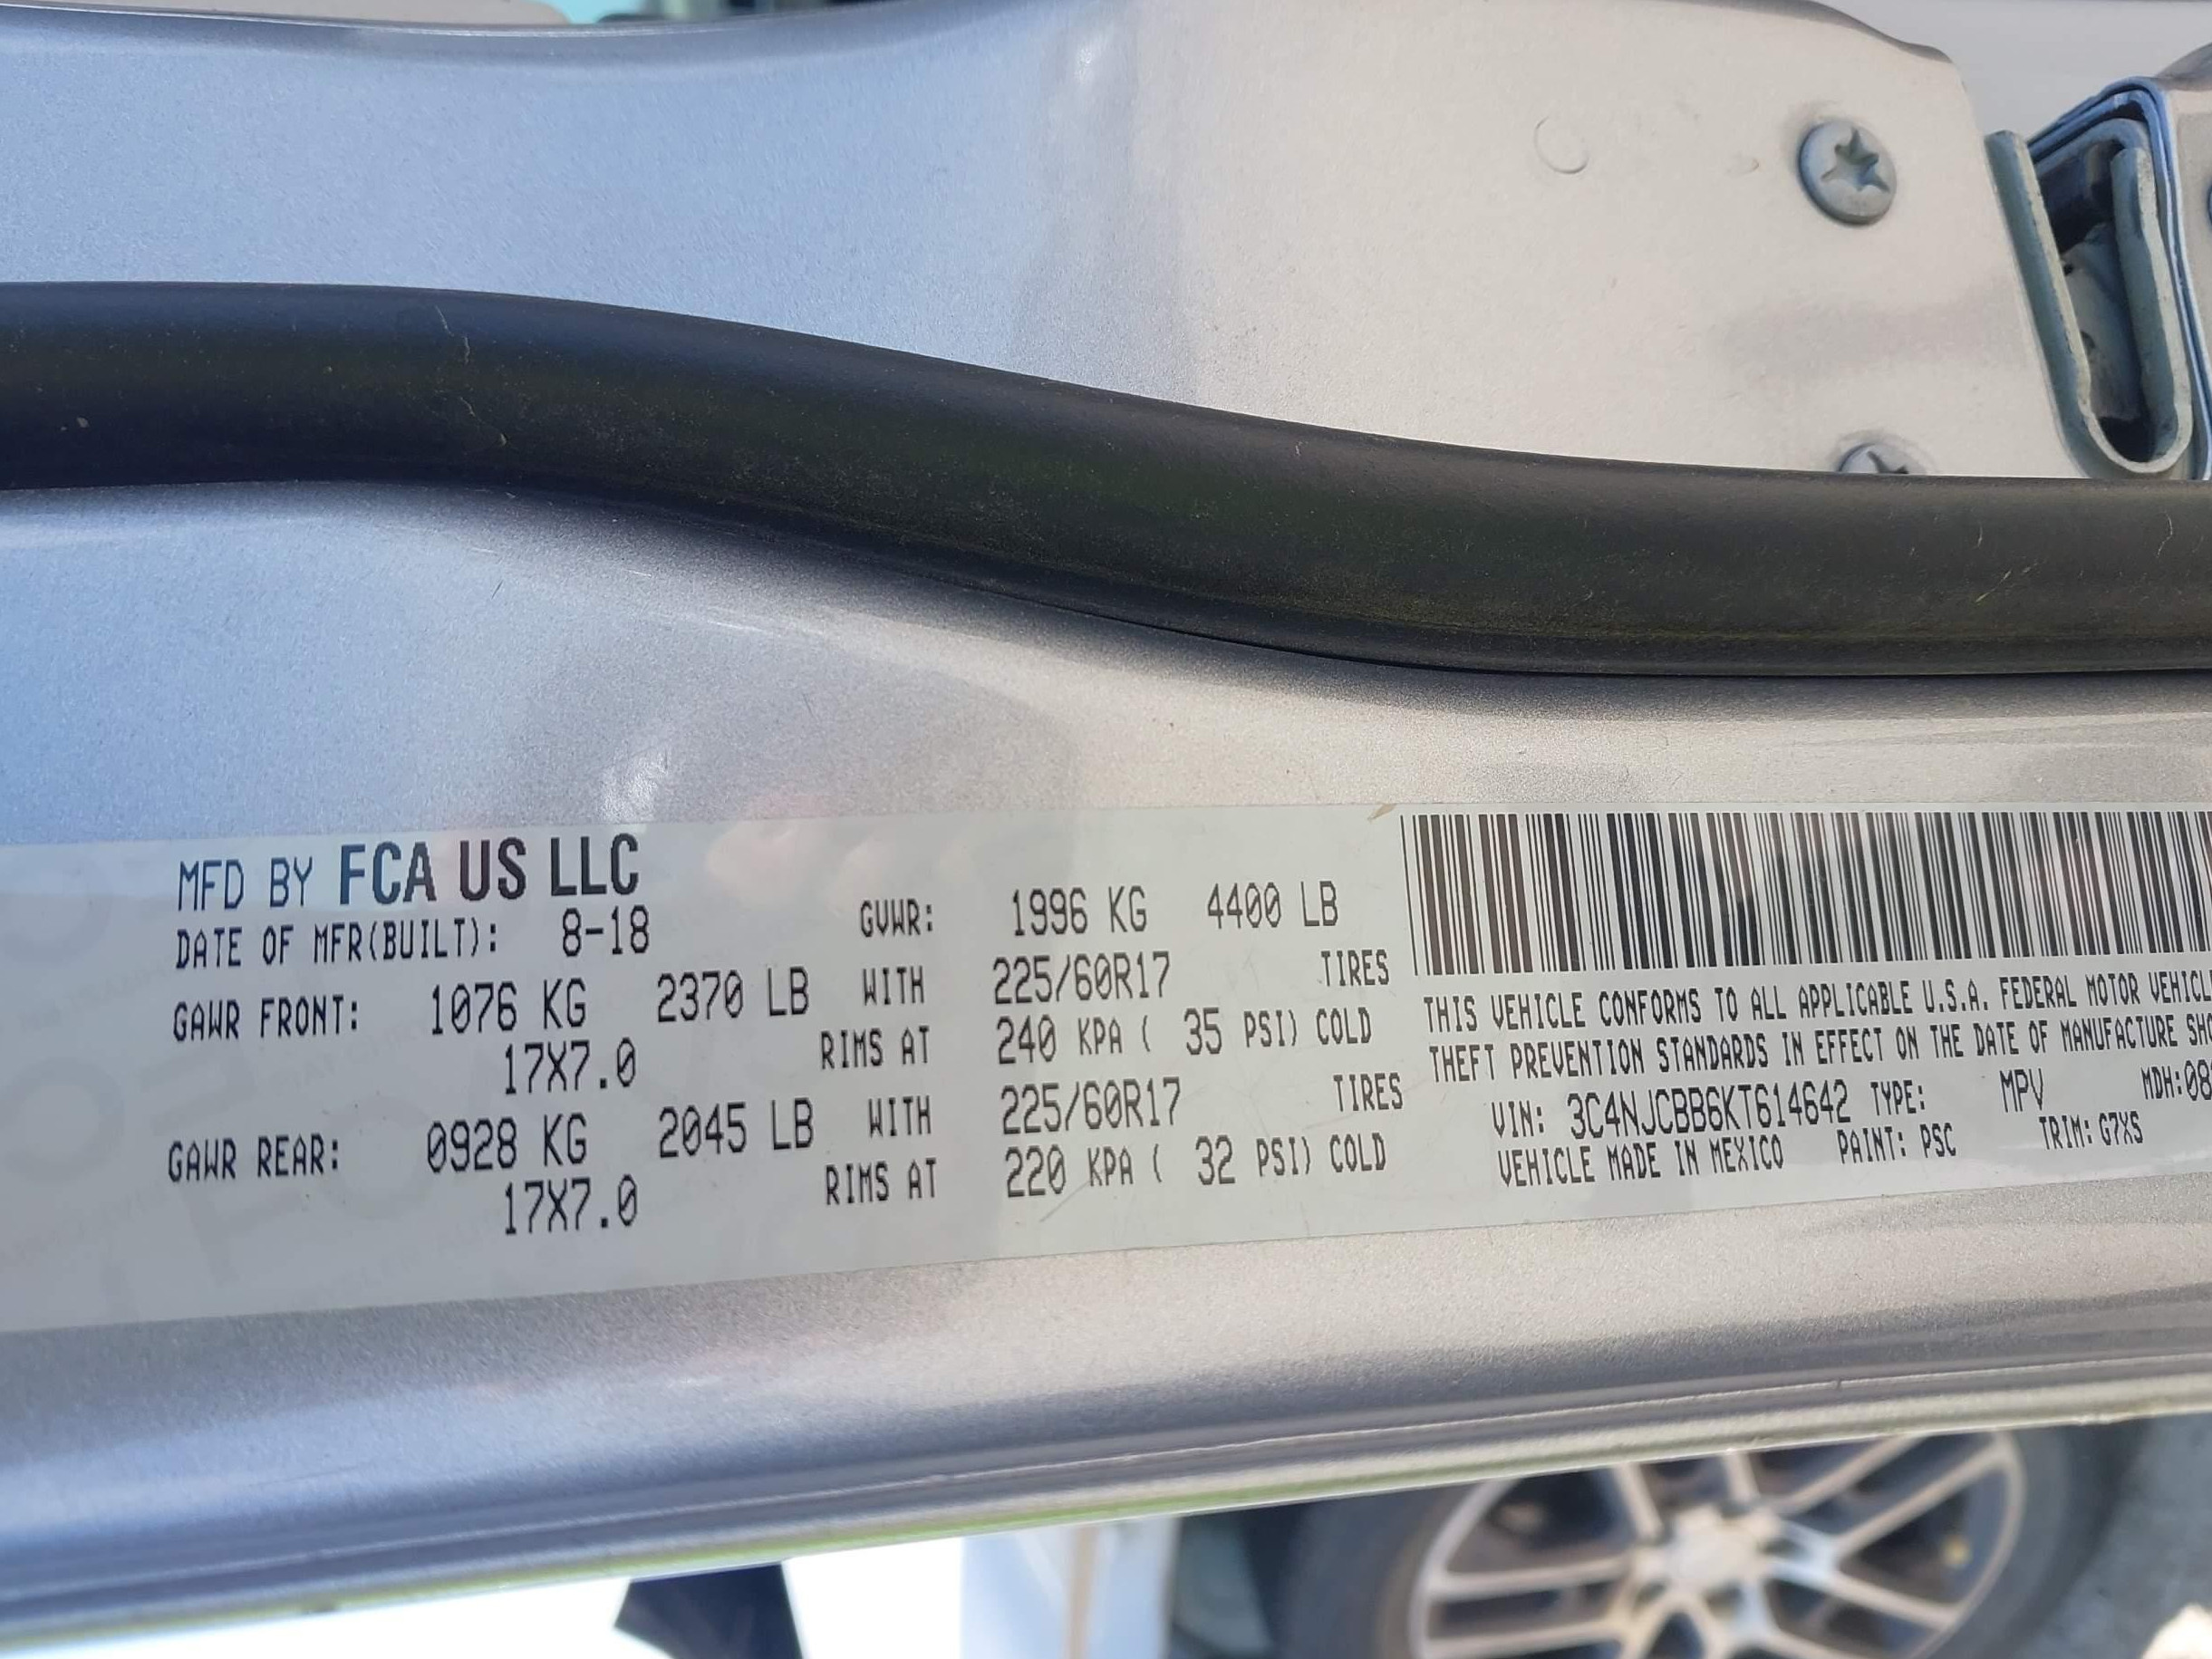 MFD BY FCA US LLC
DATE OF MFR(BUILT): 8-18 GVWR: 1996 KG 4400 LB
GAWR FRONT: 1076 KG 2370 LB WITH 225/60R17 TIRES
17X7.0 RIMS AT 240 KPA ( 35 PSI) COLD
GAWR REAR: 0928 KG 2045 LB WITH 225/60R17 TIRES
17X7.0 RIMS AT 220 KPA ( 32 PSI) COLD
THIS VEHICLE CONFORMS TO ALL APPLICABLE U.S.A. FEDERAL MOTOR VEHICLE
THEFT PREVENTION STANDARDS IN EFFECT ON THE DATE OF MANUFACTURE
VIN: 3C4NJCBB6KT614642 TYPE: MPV MDH:08
VEHICLE MADE IN MEXICO PAINT: PSC TRIM: G7XS